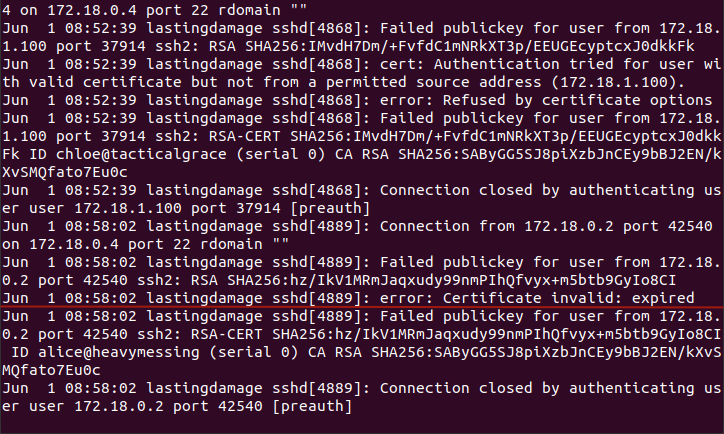 4 on 172.18.0.4 port 22 rdomain ""
Jun  1 08:52:39 lastingdamage sshd[4868]: Failed publickey for user from 172.18.
1.100 port 37914 ssh2: RSA SHA256:IMvdH7Dm/+FvfdC1mNRkXT3p/EEUGEcyptcxJ0dkkFk
Jun  1 08:52:39 lastingdamage sshd[4868]: cert: Authentication tried for user wi
th valid certificate but not from a permitted source address (172.18.1.100).
Jun  1 08:52:39 lastingdamage sshd[4868]: error: Refused by certificate options
Jun  1 08:52:39 lastingdamage sshd[4868]: Failed publickey for user from 172.18.
1.100 port 37914 ssh2: RSA-CERT SHA256:IMvdH7Dm/+FvfdC1mNRkXT3p/EEUGEcyptcxJ0dkk
Fk ID chloe@tacticalgrace (serial 0) CA RSA SHA256:SAByGG5SJ8piXzbJnCEy9bBJ2EN/k
XvSMQfato7Eu0c
Jun  1 08:52:39 lastingdamage sshd[4868]: Connection closed by authenticating us
er user 172.18.1.100 port 37914 [preauth]
Jun  1 08:58:02 lastingdamage sshd[4889]: Connection from 172.18.0.2 port 42540
on 172.18.0.4 port 22 rdomain ""
Jun  1 08:58:02 lastingdamage sshd[4889]: Failed publickey for user from 172.18.
0.2 port 42540 ssh2: RSA SHA256:hz/IkV1MRmJaqxudy99nmPIhQfvyx+m5btb9GyIo8CI
Jun  1 08:58:02 lastingdamage sshd[4889]: error: Certificate invalid: expired
Jun  1 08:58:02 lastingdamage sshd[4889]: Failed publickey for user from 172.18.
0.2 port 42540 ssh2: RSA-CERT SHA256:hz/IkV1MRmJaqxudy99nmPIhQfvyx+m5btb9GyIo8CI
 ID alice@heavymessing (serial 0) CA RSA SHA256:SAByGG5SJ8piXzbJnCEy9bBJ2EN/kXvS
MQfato7Eu0c
Jun  1 08:58:02 lastingdamage sshd[4889]: Connection closed by authenticating us
er user 172.18.0.2 port 42540 [preauth]